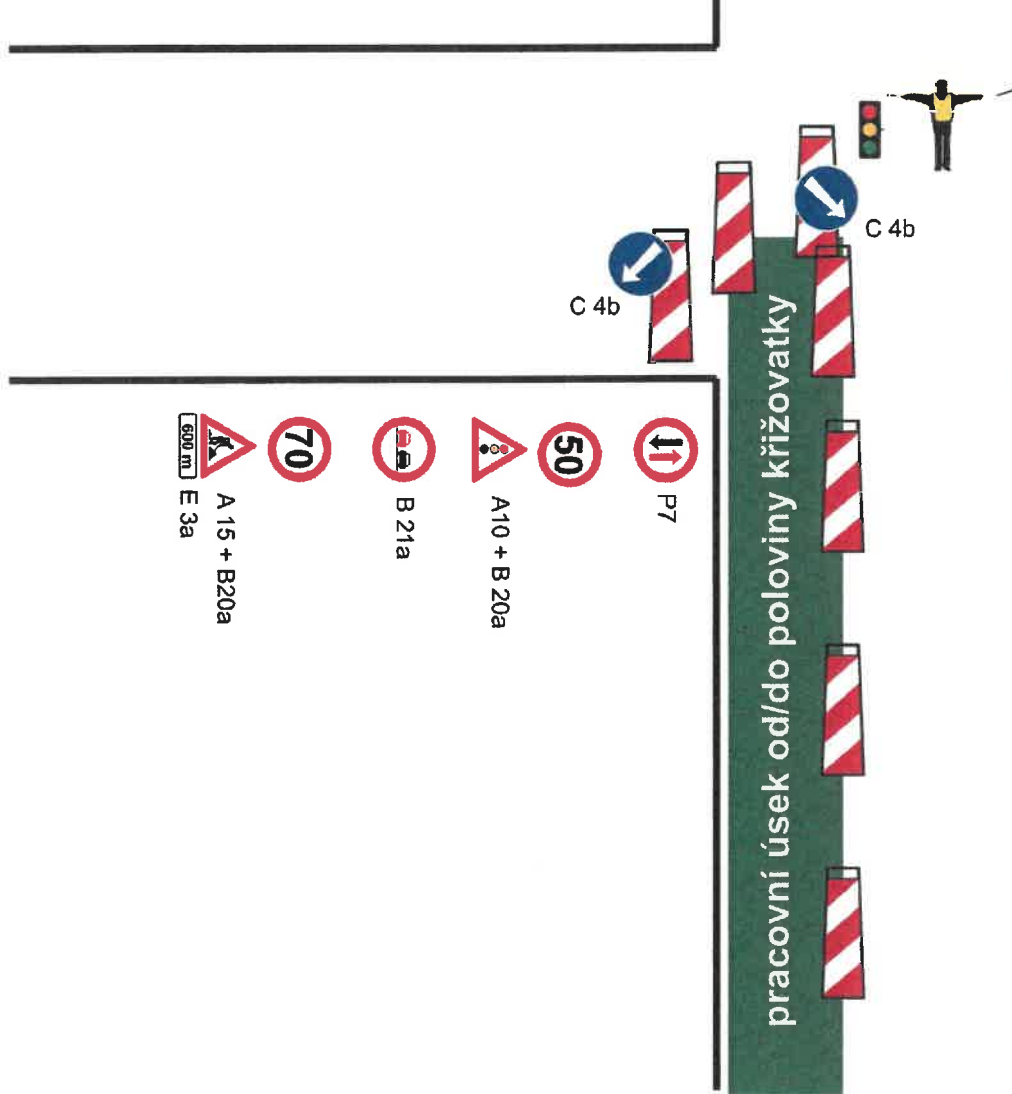 C 4b
C 4b
pracovní úsek od/do poloviny křižovatky
P7
50
A10 + B 20a
B 21a
70
A 15 + B20a
600 m
E 3a